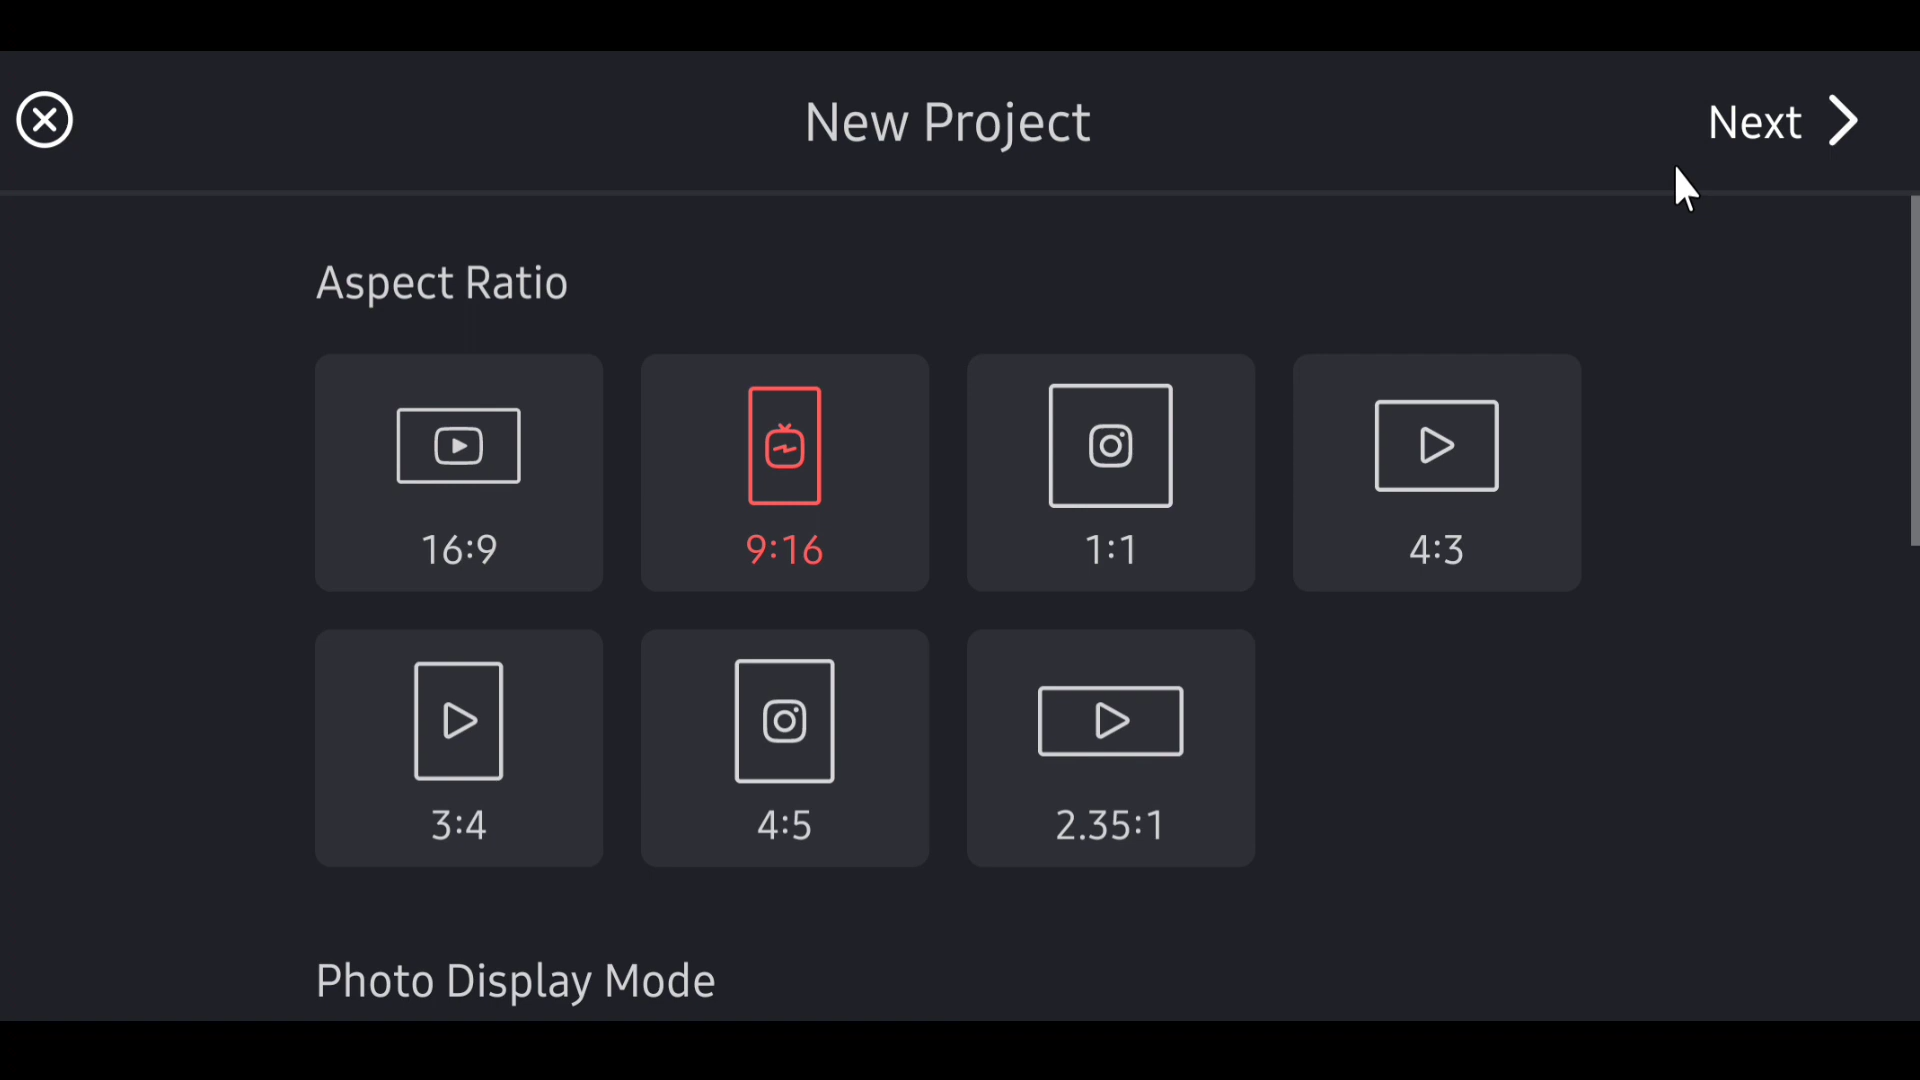 New Project
Next
Aspect Ratio
16:9
9:16
1:1
4:3
3:4
4:5
2.35:1
Photo Display Mode